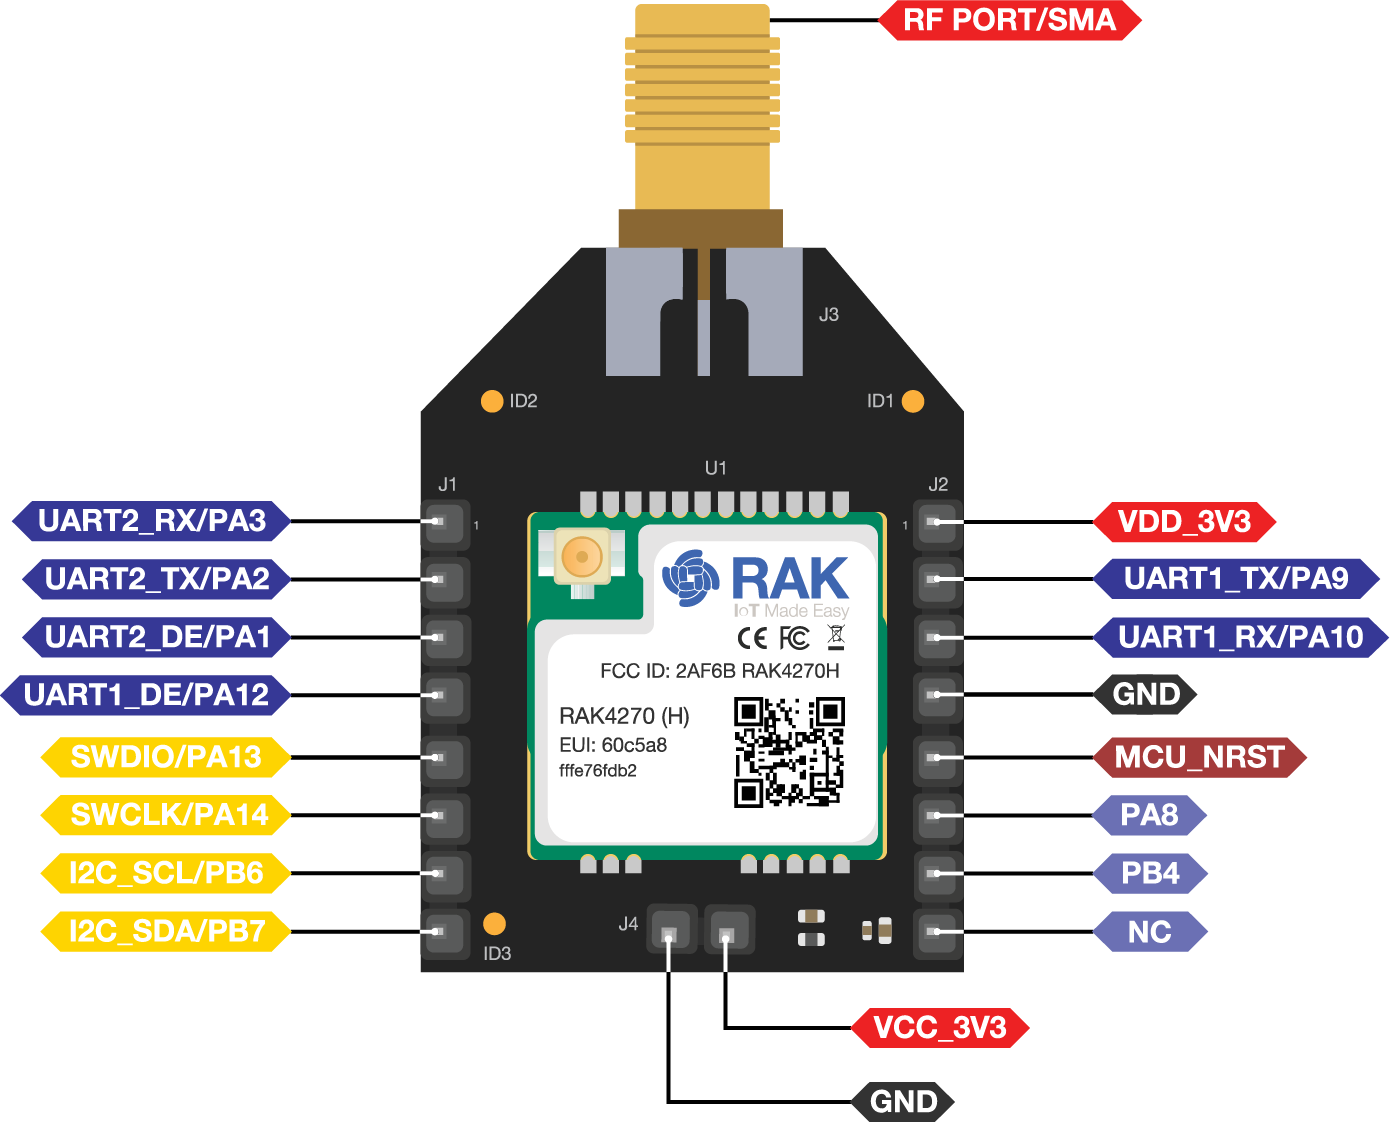 RF PORT/SMA
J3
ID2
ID1
U1
J1
J2
UART2_RX/PA3
1
1
VDD_3V3
UART2_TX/PA2
UART1_TX/PA9
UART2_DE/PA1
UART1_RX/PA10
UART1_DE/PA12
GND
SWDIO/PA13
MCU_NRST
SWCLK/PA14
PA8
I2C_SCL/PB6
PB4
I2C_SDA/PB7
NC
RAK
IoT Made Easy
CE FC
FCC ID: 2AF6B RAK4270H
RAK4270 (H)
EUI: 60c5a8
fffe76fdb2
J4
ID3
VCC_3V3
GND